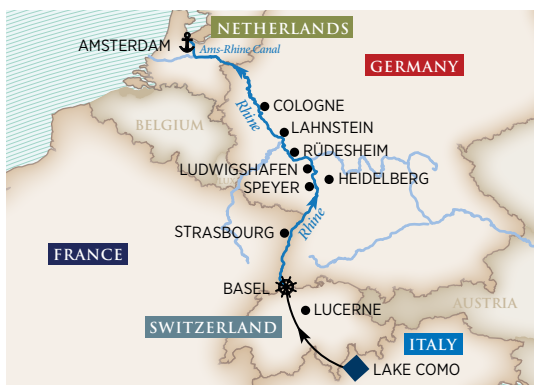 NETHERLANDS
AMSTERDAM
Ams-Rhine Canal
GERMANY
Rhine
COLOGNE
BELGIUM
LAHNSTEIN
RÜDESHEIM
LUDWIGSHAFEN
LUX
HEIDELBERG
SPEYER
Rhine
STRASBOURG
FRANCE
BASEL
LUCERNE
AUSTRIA
SWITZERLAND
ITALY
LAKE COMO